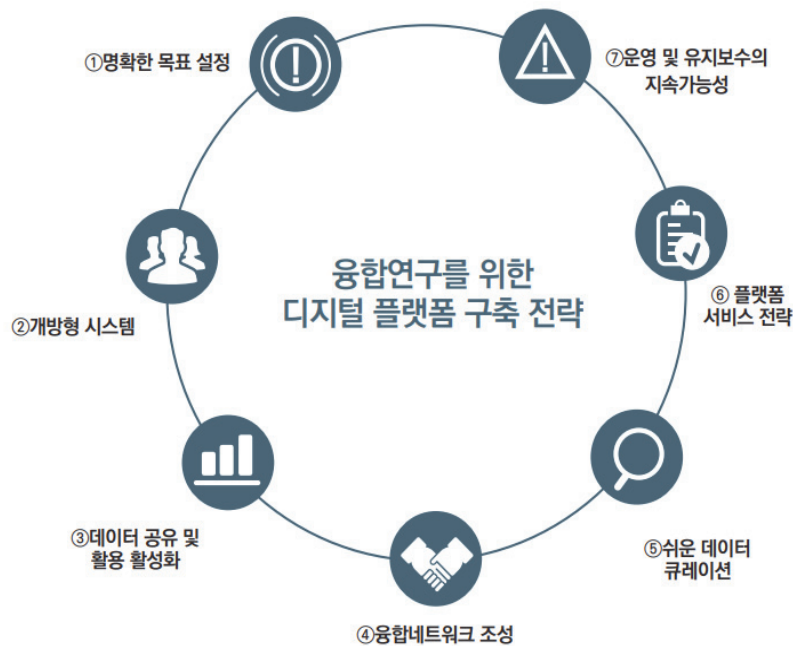 ①명확한 목표 설정
⑦운영 및 유지보수의
지속가능성
융합연구를 위한
디지털 플랫폼 구축 전략
②개방형 시스템
⑥ 플랫폼
서비스 전략
③데이터 공유 및
활용 활성화
⑤쉬운 데이터
큐레이션
④융합네트워크 조성